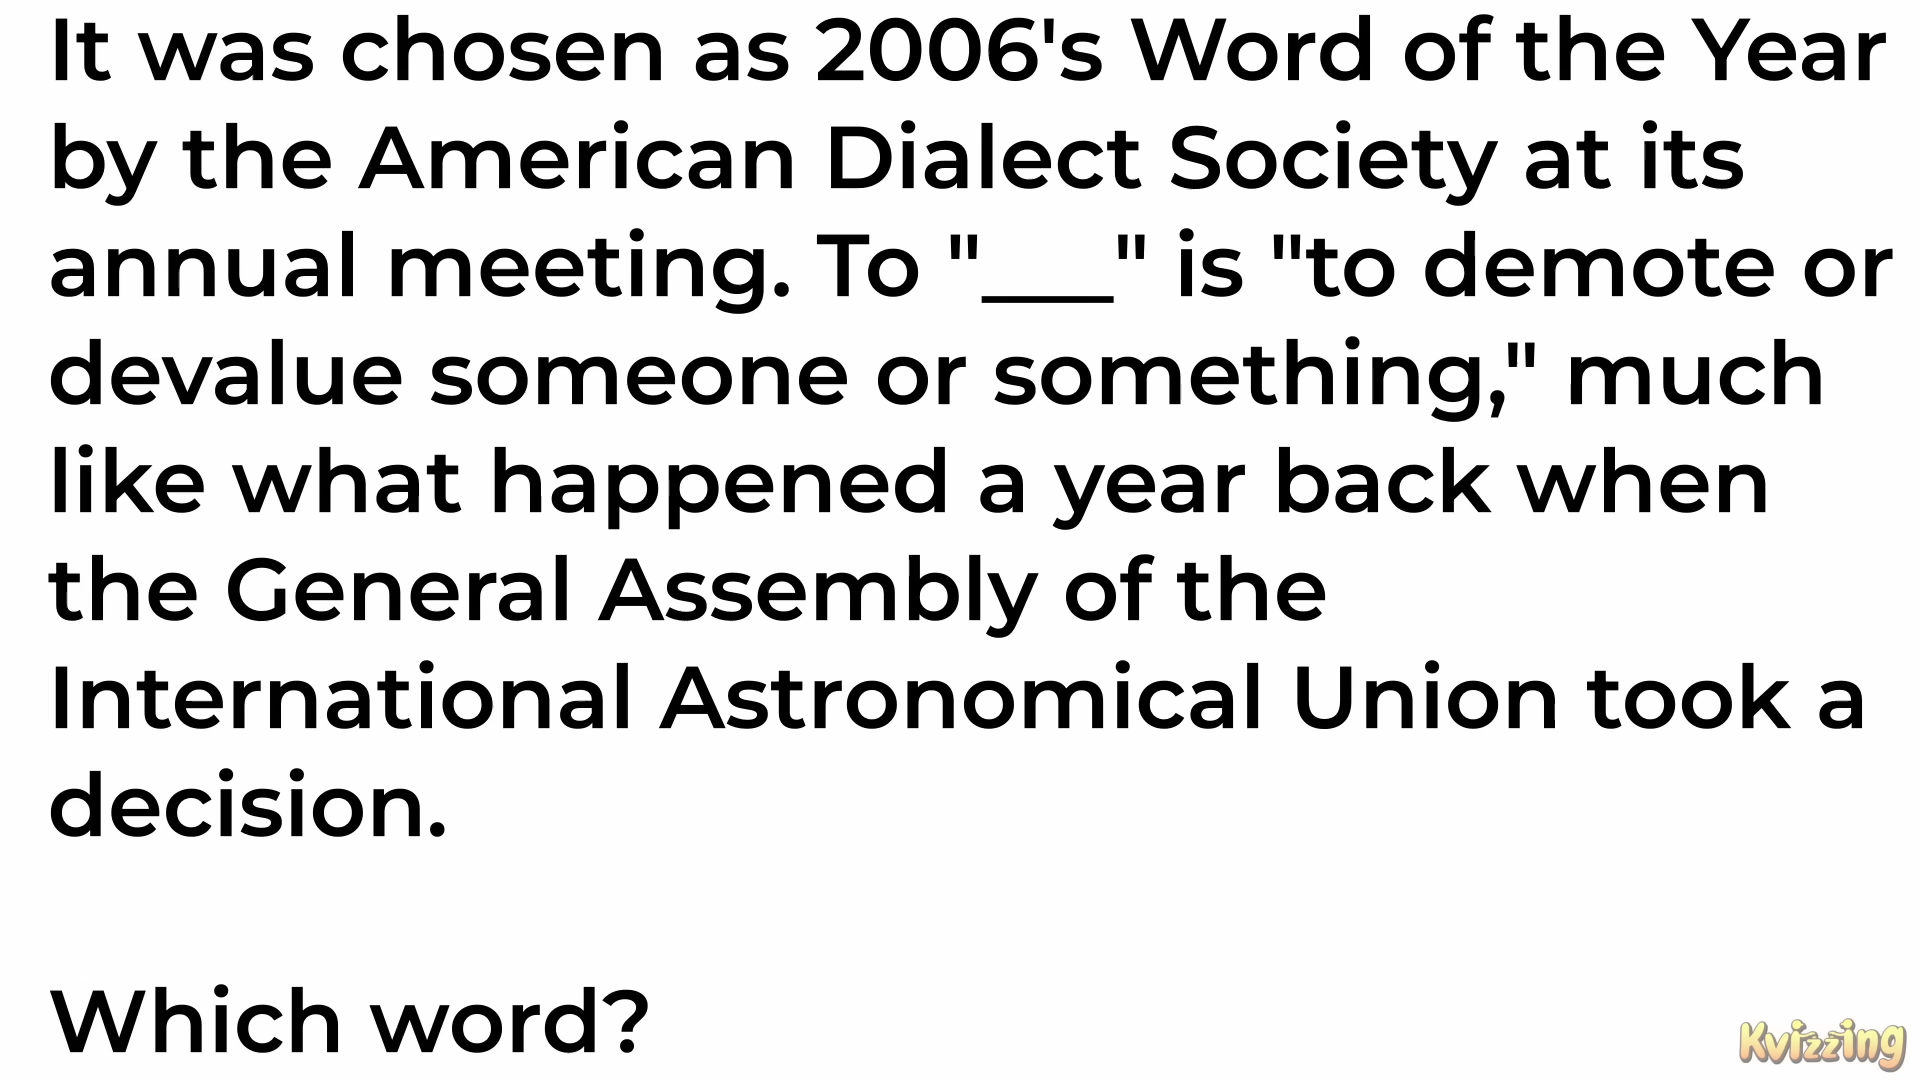 It was chosen as 2006's Word of the Year
by the American Dialect Society at its
annual meeting. To "___" is "to demote or
devalue someone or something," much
like what happened a year back when
the General Assembly of the
International Astronomical Union took a
decision.
Which word?
Kvizzing